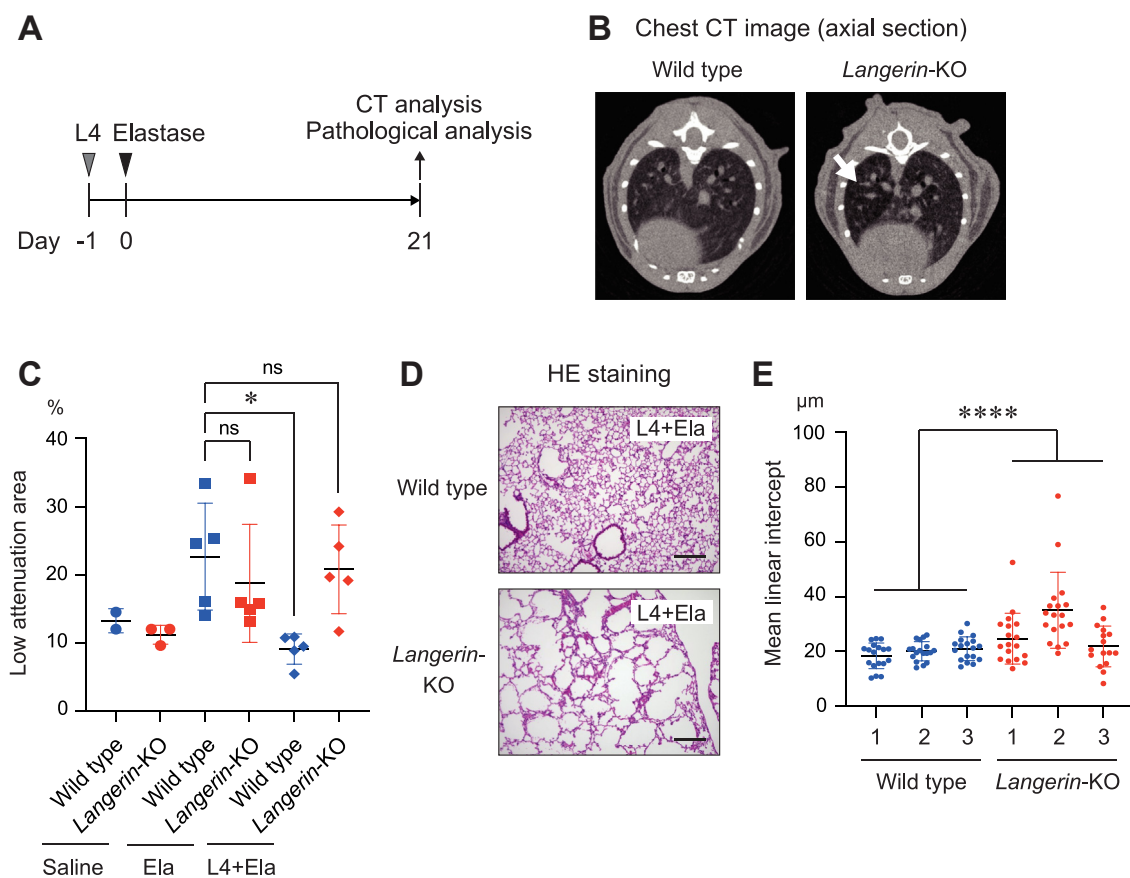 A
L4 Elastase
CT analysis
Pathological analysis
Day -1 0 21
B Chest CT image (axial section)
Wild type Langerin-KO
C
%
Low attenuation area
40
30
20
10
0
ns
*
ns
Wild type
Langerin-KO
Wild type
Langerin-KO
Wild type
Langerin-KO
Saline Ela L4+Ela
D HE staining
Wild type
L4+Ela
Langerin-
KO
L4+Ela
E
µm
Mean linear intercept
100
80
60
40
20
0
****
1 2 3 1 2 3
Wild type Langerin-KO